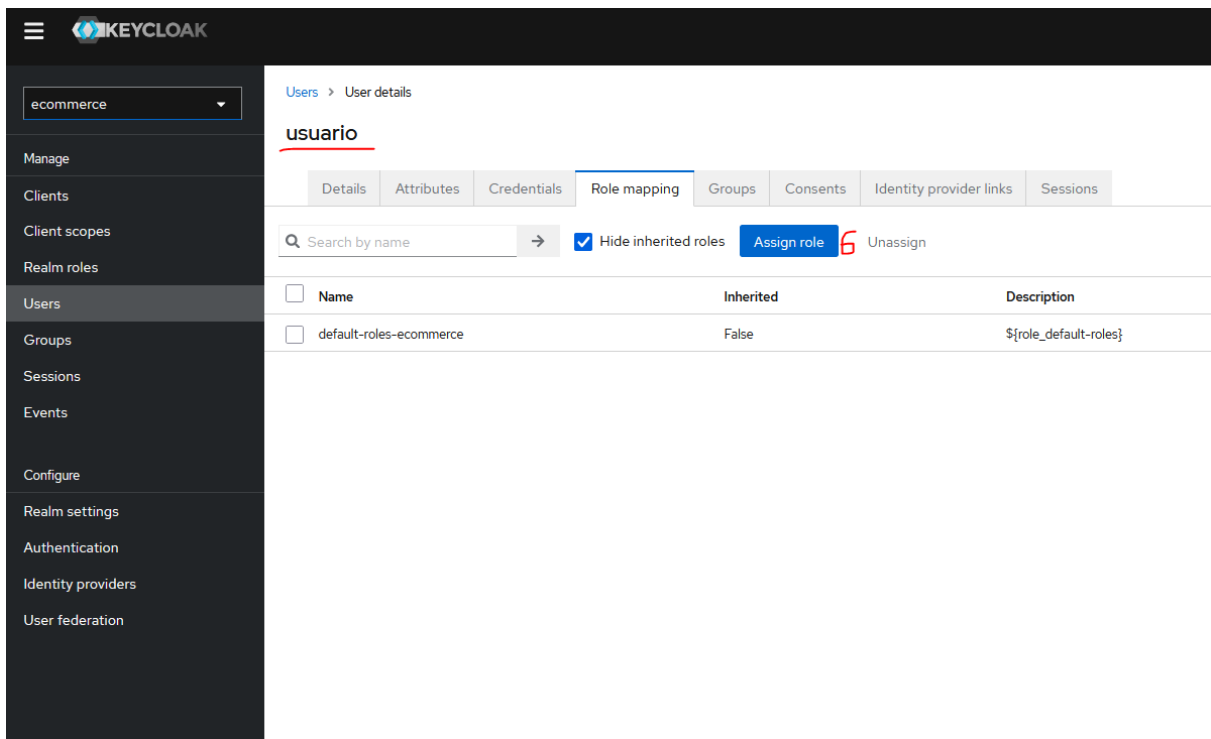 KEYCLOAK
ecommerce
Manage
Clients
Client scopes
Realm roles
Users
Groups
Sessions
Events
Configure
Realm settings
Authentication
Identity providers
User federation
Users > User details
usuario
Details Attributes Credentials Role mapping Groups Consents Identity provider links Sessions
Search by name → Hide inherited roles Assign role 6 Unassign
Name Inherited Description
default-roles-ecommerce False ${role_default-roles}